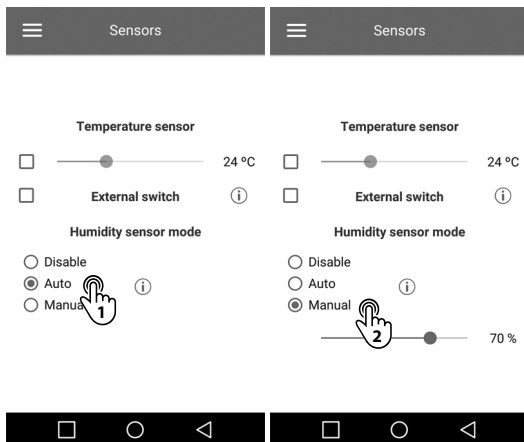 Sensors
Temperature sensor
24 ºC
External switch
i
Humidity sensor mode
Disable
Auto
i
Manua
1
Sensors
Temperature sensor
24 ºC
External switch
i
Humidity sensor mode
Disable
Auto
i
Manual
2
70 %